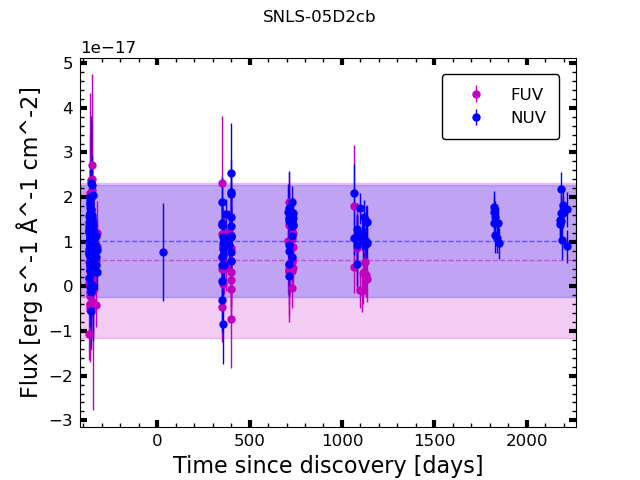 SNLS-05D2cb
1e−17
5
4
3
2
1
0
−1
−2
−3
Flux [erg s^-1 Å^-1 cm^-2]
FUV
NUV
0 500 1000 1500 2000
Time since discovery [days]